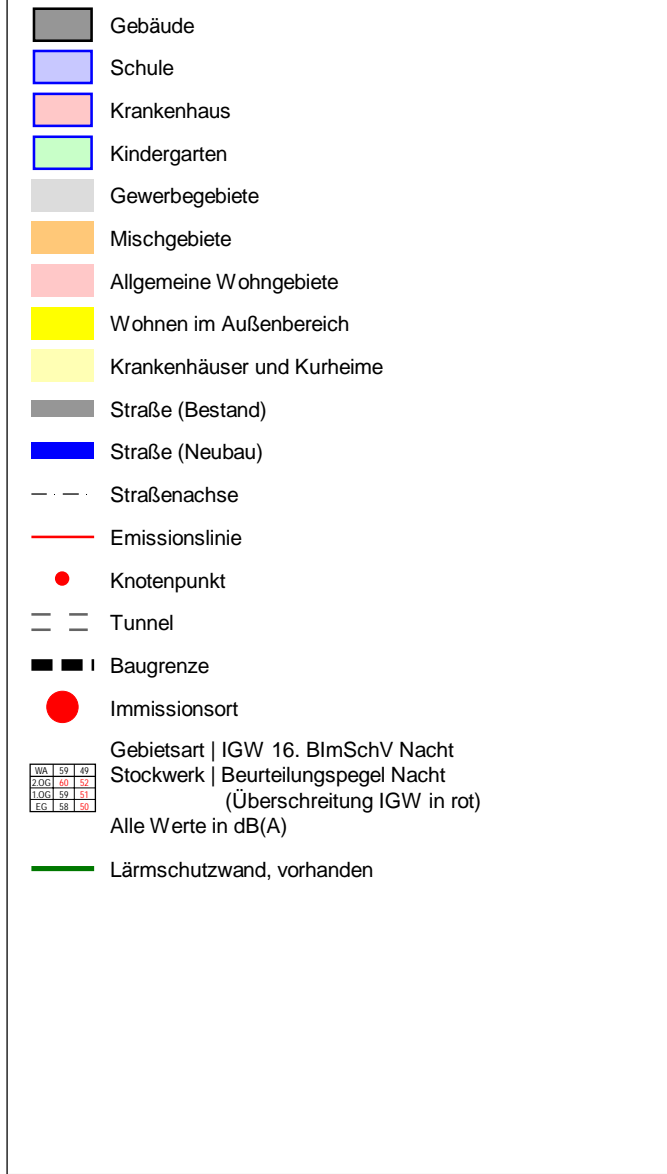 Gebäude
Schule
Krankenhaus
Kindergarten
Gewerbegebiete
Mischgebiete
Allgemeine Wohngebiete
Wohnen im Außenbereich
Krankenhäuser und Kurheime
Straße (Bestand)
Straße (Neubau)
Straßenachse
Emissionslinie
Knotenpunkt
Tunnel
Baugrenze
Immissionsort
Gebietsart | IGW 16. BImSchV Nacht
Stockwerk | Beurteilungspegel Nacht
(Überschreitung IGW in rot)
Alle Werte in dB(A)
WA 59 49
2.OG 60 52
1.OG 59 51
EG 58 50
Lärmschutzwand, vorhanden